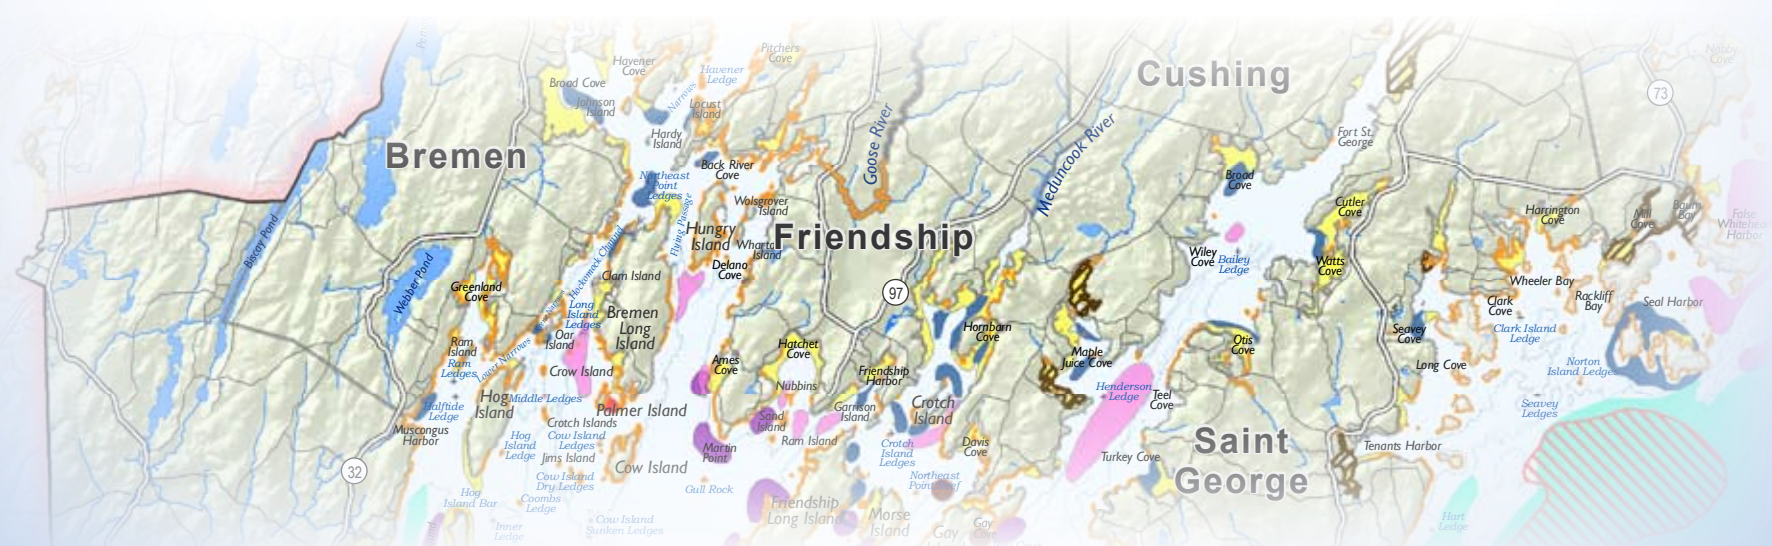 Pitchers
Cove
Havener
Cove
Havener
Ledge
Broad Cove
Johnson
Island
Narrows
Locust
Island
Hardy
Island
Cushing
73
Fort St.
George
Goose River
Meduncook River
Bremen
Back River
Cove
Northeast
Point
Ledges
Broad
Cove
Wolsgrover
Island
Flying Passage
Cutler
Cove
Harrington
Cove
Mill
Cove
Baum
Bay
False
Whitehead
Harbor
Biscay Pond
Hungry
Island
Friendship
Hockomock Channel
Delano
Cove
Wiley
Cove
Bailey
Ledge
Watts
Cove
Webber Pond
Greenland
Cove
Clam Island
97
Wheeler Bay
Clark
Cove
Rackliff
Bay
Seal Harbor
Long
Island
Ledges
Bremen
Long
Island
Hornbarn
Cove
Seavey
Cove
Clark Island
Ledge
Ram
Island
Ram
Ledges
Lower Narrows
Oar
Island
Hatchet
Cove
Otis
Cove
Maple
Juice Cove
Ames
Cove
Friendship
Harbor
Long Cove
Norton
Island Ledges
Crow Island
Nubbins
Henderson
Ledge
Teel
Cove
Halftide
Ledge
Hog
Island
Middle Ledges
Palmer Island
Garrison
Island
Crotch
Island
Seavey
Ledges
Muscongus
Harbor
Crotch Islands
Sand
Island
Ram Island
Hog
Ledge
Cow Island
Ledges
Jims Island
Martin
Point
Crotch
Island
Ledges
Davis
Cove
Saint
George
Turkey Cove
Tenants Harbor
32
Cow Island
Cow Island
Dry Ledges
Gull Rock
Hog
Island Bar
Coombs
Ledge
Friendship
Long Island
Morse
Island
Gay
Cove
Gay
Inner
Ledge
Cow Island
Sunken Ledges
Hart
Ledge